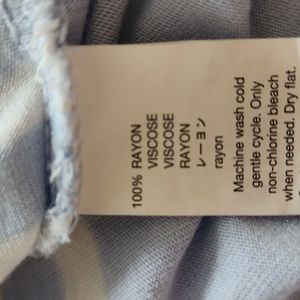 100% RAYON
VISCOSE
VISCOSE
RAYON
レーヨン
rayon
Machine wash cold
gentle cycle. Only
non-chlorine bleach
when needed. Dry flat.